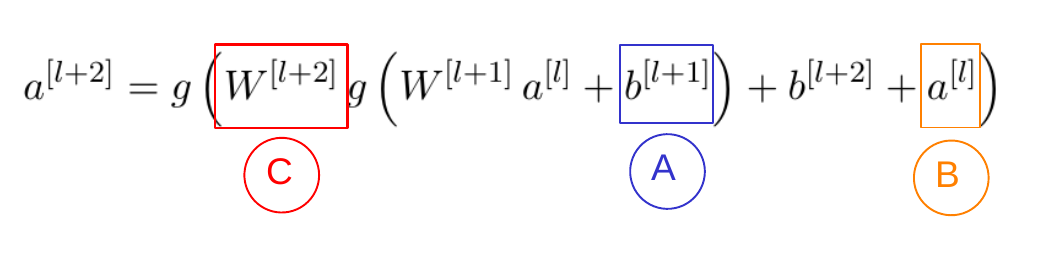 a^{[l+2]} = g(W^{[l+2]} g(W^{[l+1]} a^{[l]} + b^{[l+1]}) + b^{[l+2]} + a^{[l]})
C A B